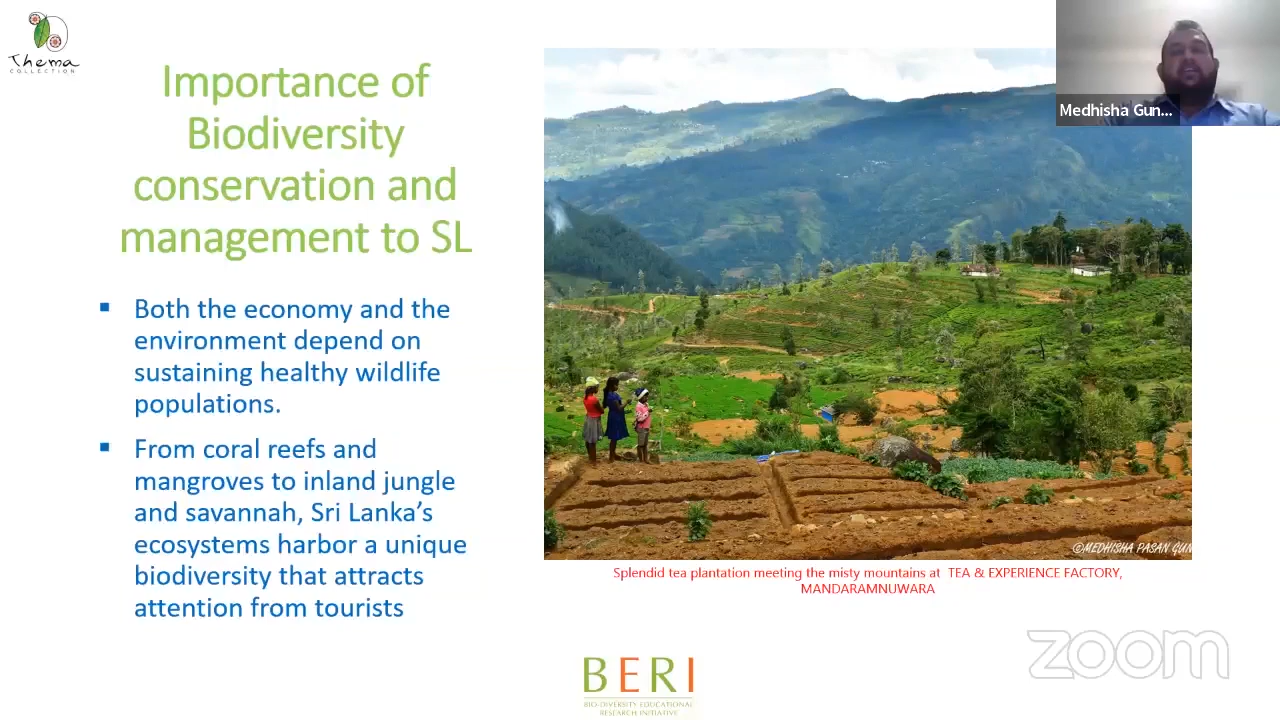 Thema
COLLECTION
Importance of
Biodiversity
conservation and
management to SL
Both the economy and the
environment depend on
sustaining healthy wildlife
populations.
From coral reefs and
mangroves to inland jungle
and savannah, Sri Lanka’s
ecosystems harbor a unique
biodiversity that attracts
attention from tourists
Medhisha Gun...
©MEDHISHA PASAN GUN
Splendid tea plantation meeting the misty mountains at TEA & EXPERIENCE FACTORY,
MANDARAMNUWARA
BERI
BIO-DIVERSITY EDUCATIONAL
RESEARCH INITIATIVE
zoom